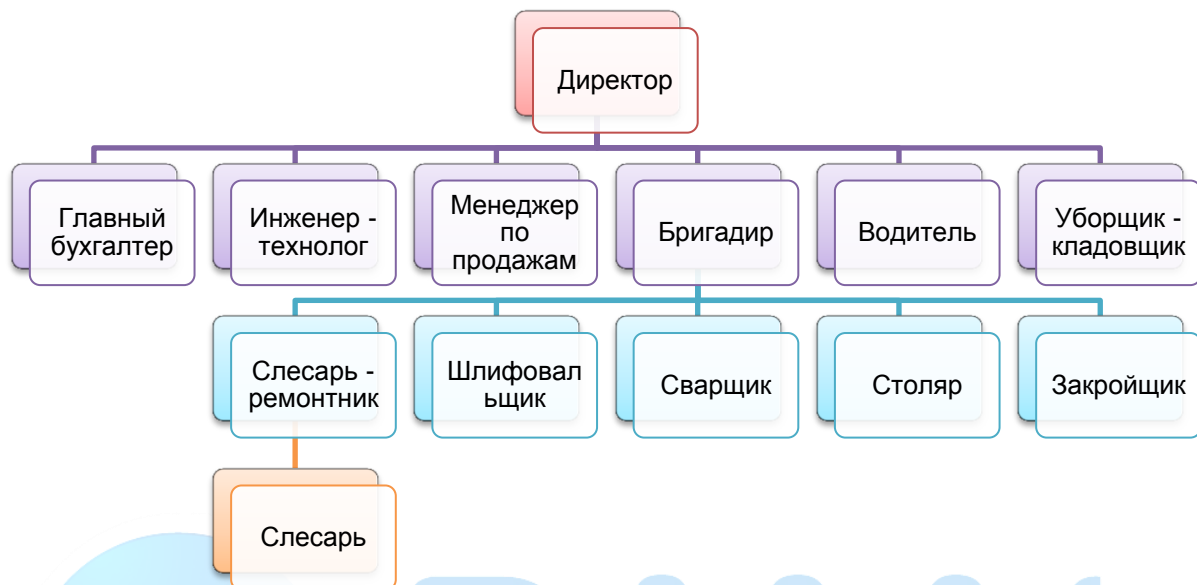 Директор
Главный
бухгалтер
Инженер -
технолог
Менеджер
по
продажам
Бригадир
Водитель
Уборщик -
кладовщик
Слесарь -
ремонтник
Шлифовал
ьщик
Сварщик
Столяр
Закройщик
Слесарь